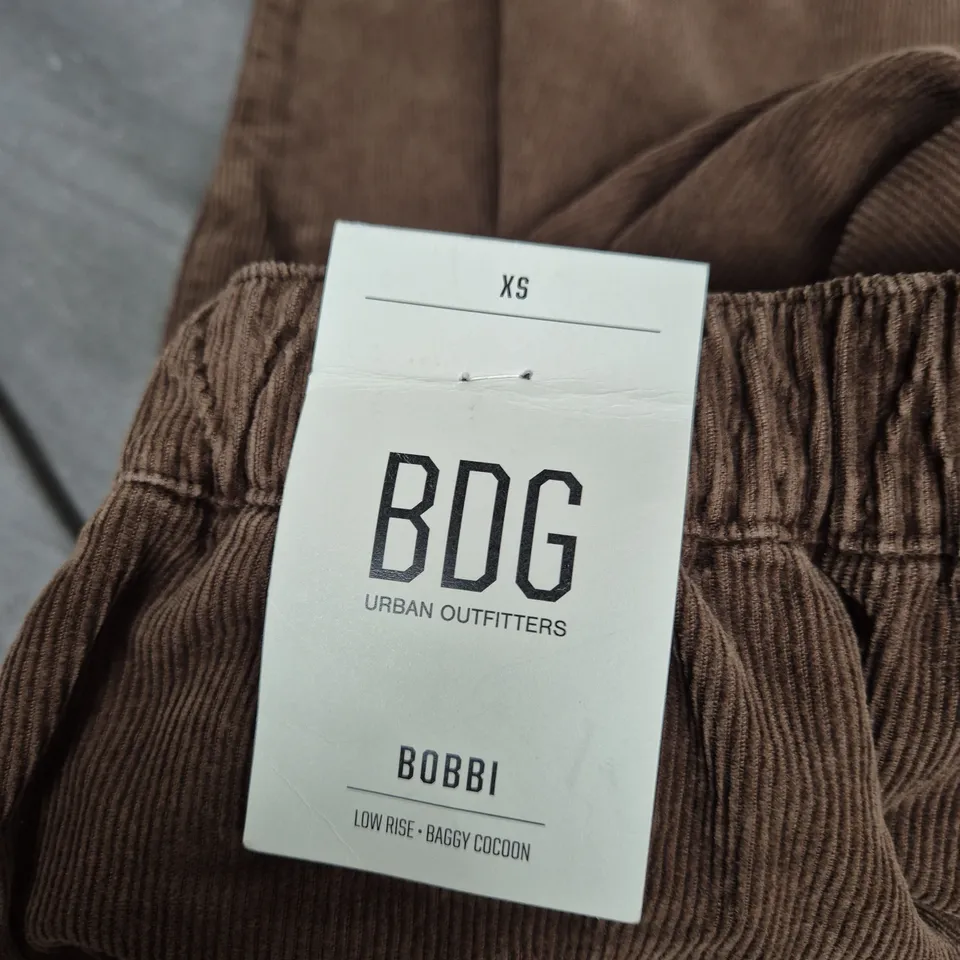 XS
BDG
URBAN OUTFITTERS
BOBBI
LOW RISE • BAGGY COCOON